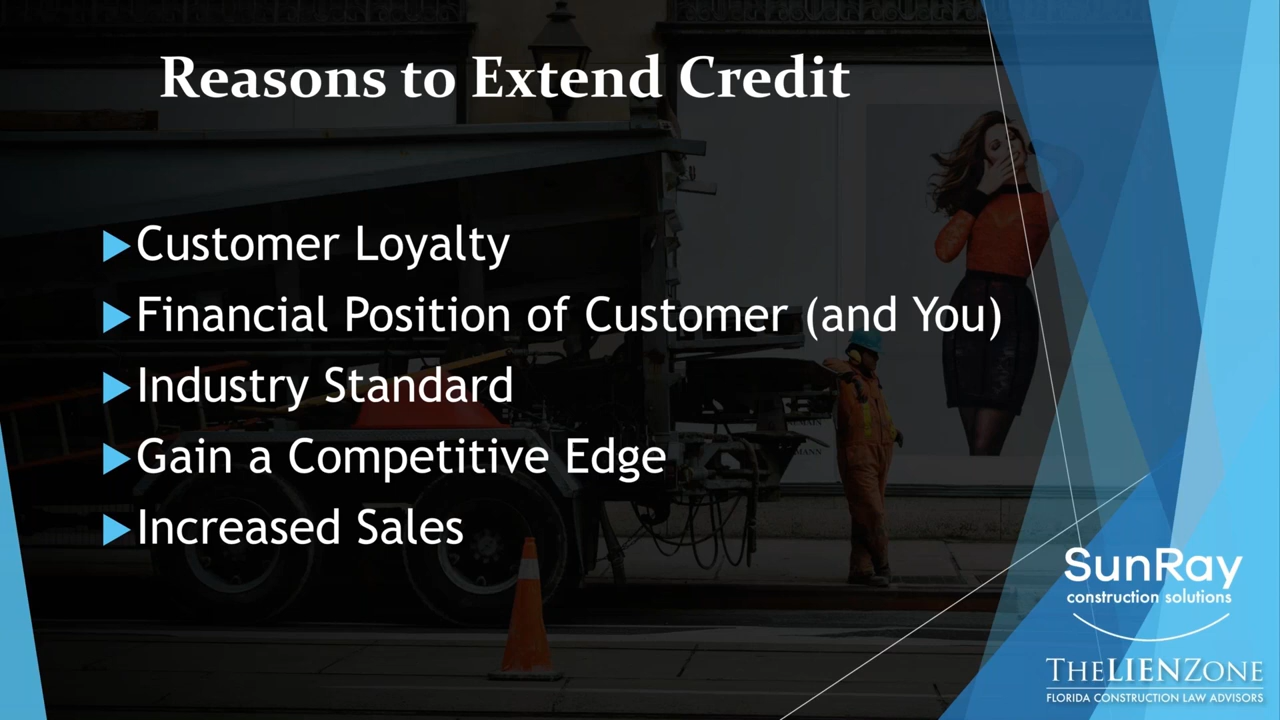 Reasons to Extend Credit
Customer Loyalty
Financial Position of Customer (and You)
Industry Standard
Gain a Competitive Edge
Increased Sales
SunRay
construction solutions
THELIENZONE
FLORIDA CONSTRUCTION LAW ADVISORS